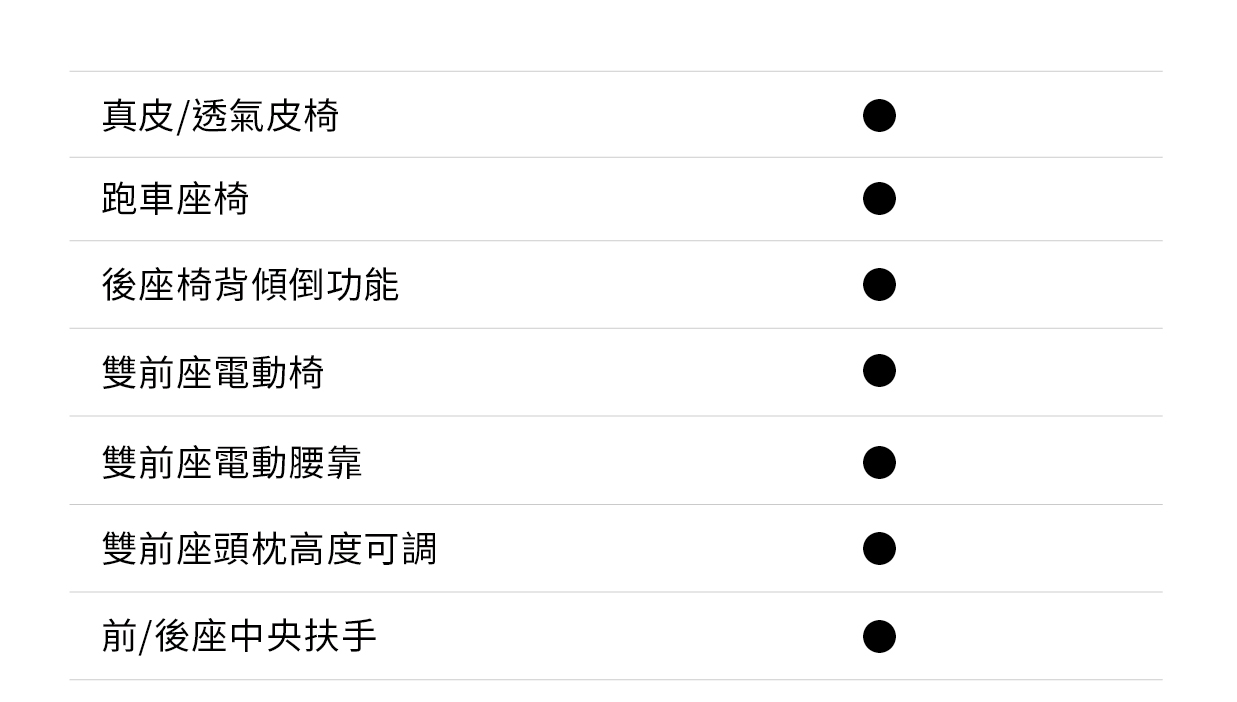 真皮/透氣皮椅 ●
跑車座椅 ●
後座椅背傾倒功能 ●
雙前座電動椅 ●
雙前座電動腰靠 ●
雙前座頭枕高度可調 ●
前/後座中央扶手 ●